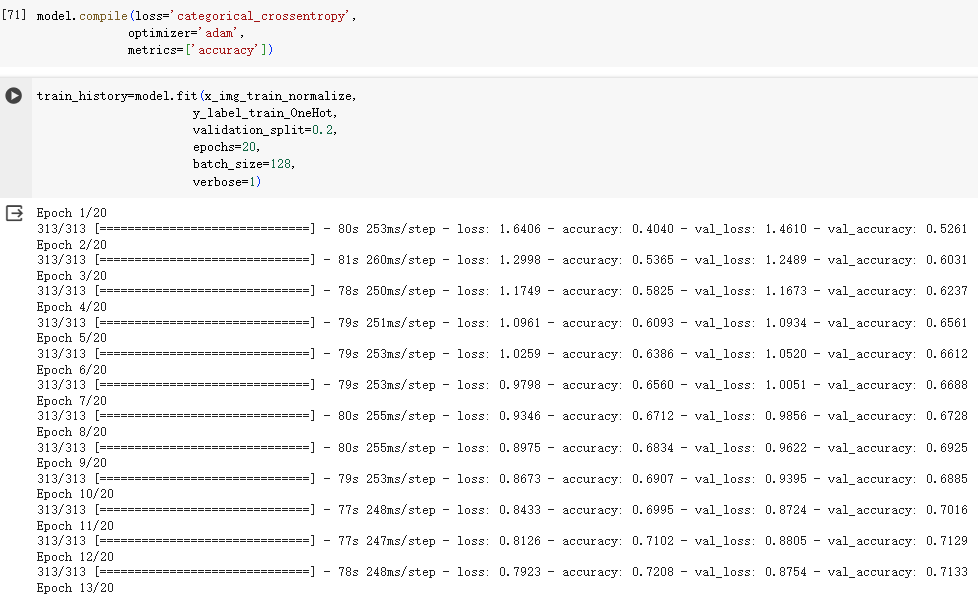 [71] model.compile(loss='categorical_crossentropy',
optimizer='adam',
metrics=['accuracy'])
train_history=model.fit(x_img_train_normalize,
y_label_train_OneHot,
validation_split=0.2,
epochs=20,
batch_size=128,
verbose=1)
Epoch 1/20
313/313 [==============================] - 80s 253ms/step - loss: 1.6406 - accuracy: 0.4040 - val_loss: 1.4610 - val_accuracy: 0.5261
Epoch 2/20
313/313 [==============================] - 81s 260ms/step - loss: 1.2998 - accuracy: 0.5365 - val_loss: 1.2489 - val_accuracy: 0.6031
Epoch 3/20
313/313 [==============================] - 78s 250ms/step - loss: 1.1749 - accuracy: 0.5825 - val_loss: 1.1673 - val_accuracy: 0.6237
Epoch 4/20
313/313 [==============================] - 79s 251ms/step - loss: 1.0961 - accuracy: 0.6093 - val_loss: 1.0934 - val_accuracy: 0.6561
Epoch 5/20
313/313 [==============================] - 79s 253ms/step - loss: 1.0259 - accuracy: 0.6386 - val_loss: 1.0520 - val_accuracy: 0.6612
Epoch 6/20
313/313 [==============================] - 79s 253ms/step - loss: 0.9798 - accuracy: 0.6560 - val_loss: 1.0051 - val_accuracy: 0.6688
Epoch 7/20
313/313 [==============================] - 80s 255ms/step - loss: 0.9346 - accuracy: 0.6712 - val_loss: 0.9856 - val_accuracy: 0.6728
Epoch 8/20
313/313 [==============================] - 80s 255ms/step - loss: 0.8975 - accuracy: 0.6834 - val_loss: 0.9622 - val_accuracy: 0.6925
Epoch 9/20
313/313 [==============================] - 79s 253ms/step - loss: 0.8673 - accuracy: 0.6907 - val_loss: 0.9395 - val_accuracy: 0.6885
Epoch 10/20
313/313 [==============================] - 77s 248ms/step - loss: 0.8433 - accuracy: 0.6995 - val_loss: 0.8724 - val_accuracy: 0.7016
Epoch 11/20
313/313 [==============================] - 77s 247ms/step - loss: 0.8126 - accuracy: 0.7102 - val_loss: 0.8805 - val_accuracy: 0.7129
Epoch 12/20
313/313 [==============================] - 78s 248ms/step - loss: 0.7923 - accuracy: 0.7208 - val_loss: 0.8754 - val_accuracy: 0.7133
Epoch 13/20